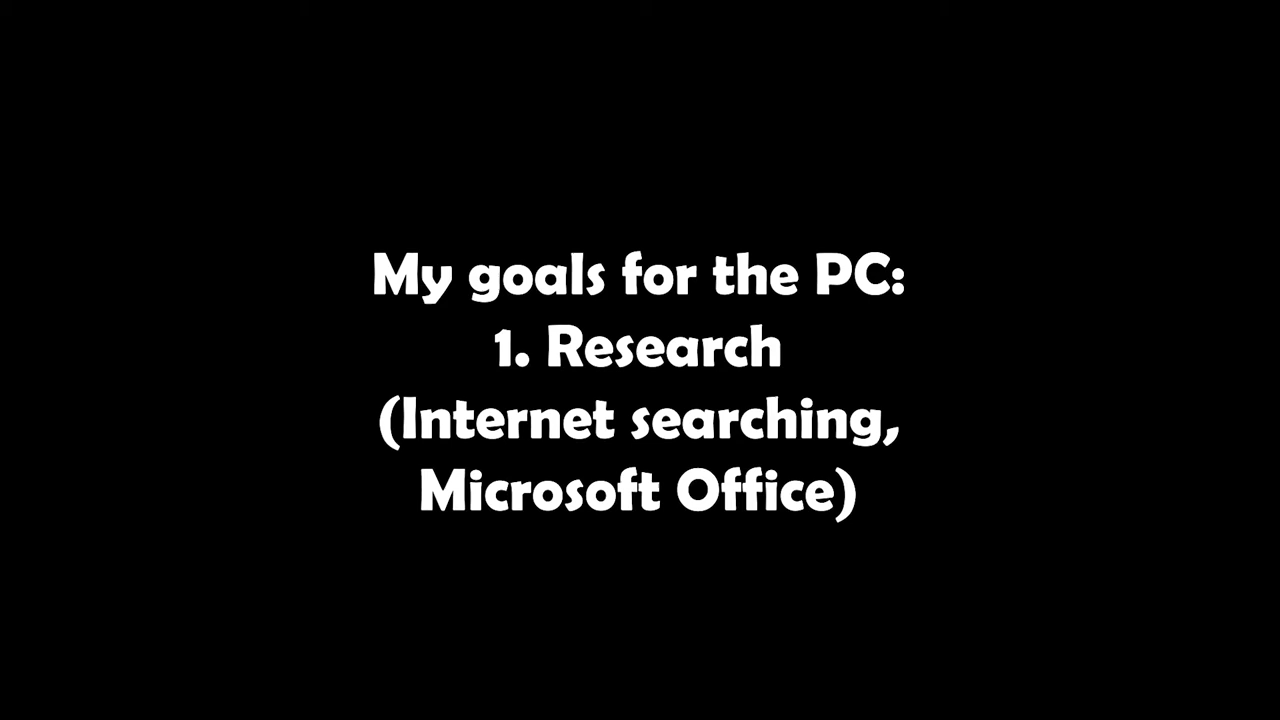 My goals for the PC:
1. Research
(Internet searching,
Microsoft Office)